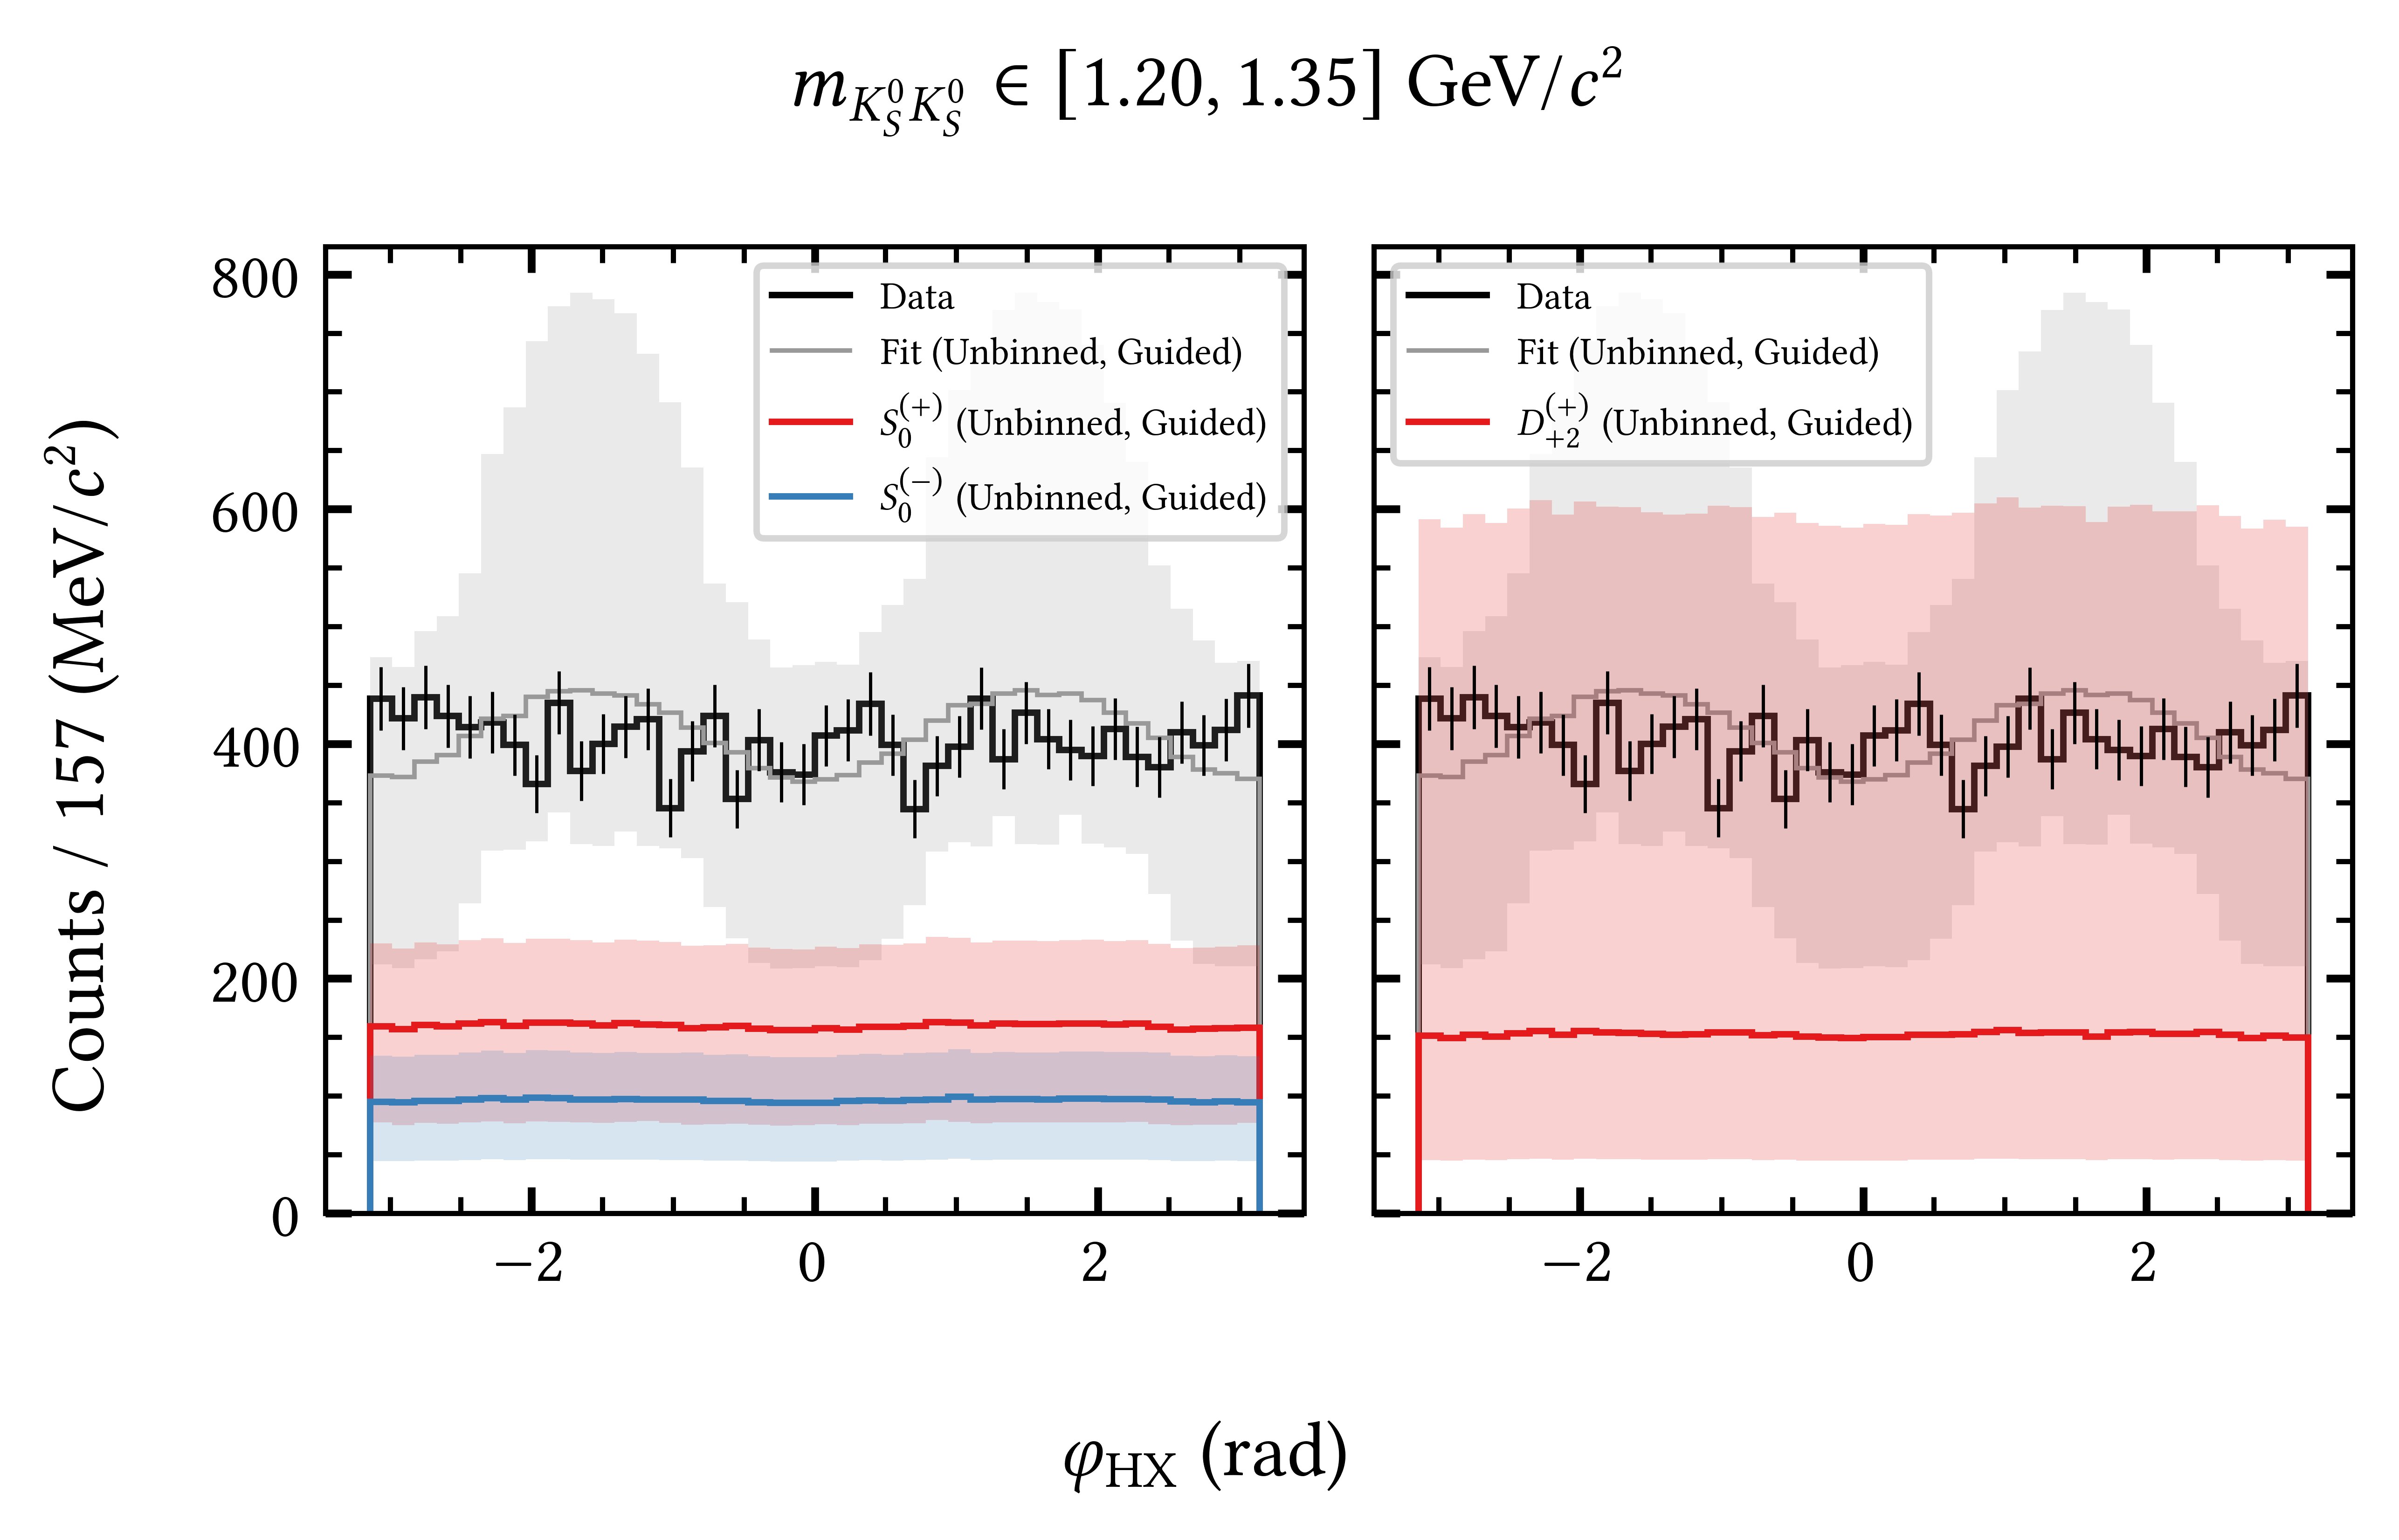 m_{K_S^0 K_S^0} ∈ [1.20, 1.35] GeV/c²
Counts / 157 (MeV/c²)
800
600
400
200
0
Data
Fit (Unbinned, Guided)
S_0^{(+)} (Unbinned, Guided)
S_0^{(−)} (Unbinned, Guided)
−2 0 2
Data
Fit (Unbinned, Guided)
D_{+2}^{(+)} (Unbinned, Guided)
−2 0 2
φ_{HX} (rad)